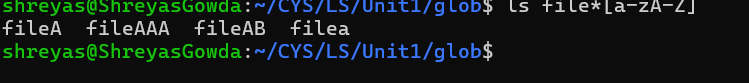 shreyas@ShreyasGowda:~/CYS/LS/Unit1/glob$ ls file*[a-zA-Z]
fileA  fileAAA  fileAB  filea
shreyas@ShreyasGowda:~/CYS/LS/Unit1/glob$